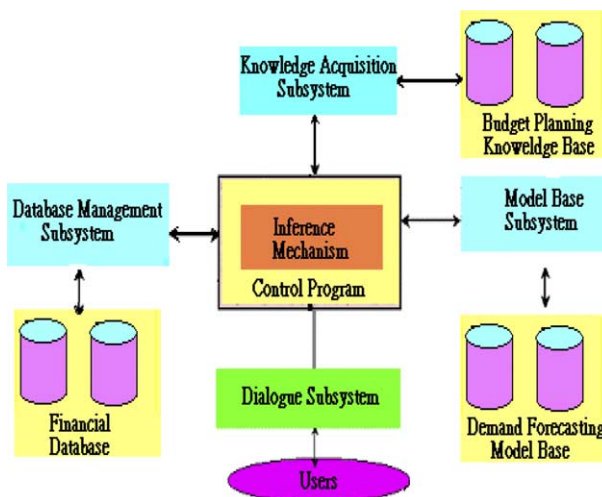 Knowledge Acquisition
Subsystem
Budget Planning
Knoweldge Base
Database Management
Subsystem
Inference
Mechanism
Control Program
Model Base
Subsystem
Financial
Database
Dialogue Subsystem
Demand Forecasting
Model Base
Users